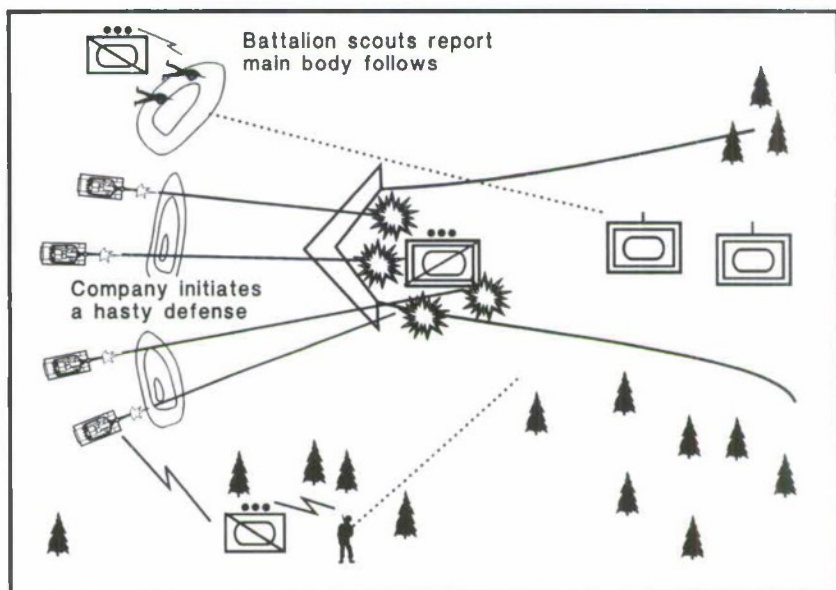 Battalion scouts report
main body follows
Company initiates
a hasty defense